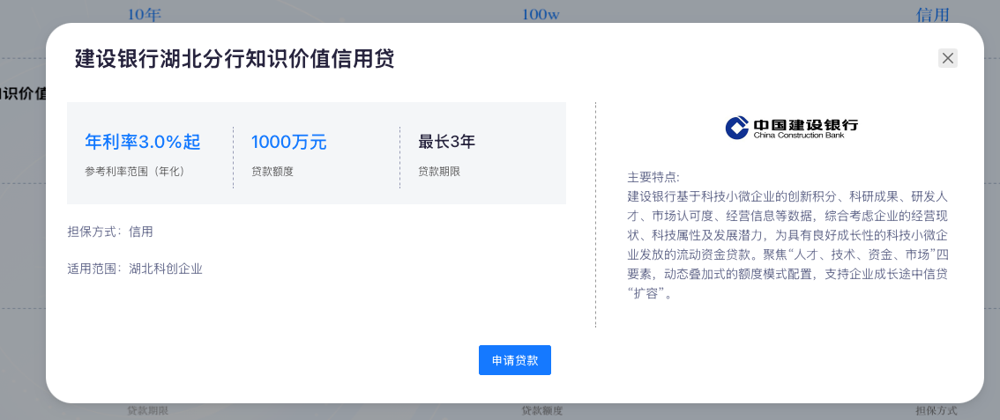 10年
100w
信用
建设银行湖北分行知识价值信用贷
识价值
年利率3.0%起
参考利率范围（年化）
1000万元
贷款额度
最长3年
贷款期限
担保方式：信用
适用范围：湖北科创企业
中国建设银行
China Construction Bank
主要特点:
建设银行基于科技小微企业的创新积分、科研成果、研发人
才、市场认可度、经营信息等数据，综合考虑企业的经营现
状、科技属性及发展潜力，为具有良好成长性的科技小微企
业发放的流动资金贷款。聚焦“人才、技术、资金、市场”四
要素，动态叠加式的额度模式配置，支持企业成长途中信贷
“扩容”。
申请贷款
贷款期限
贷款额度
担保方式